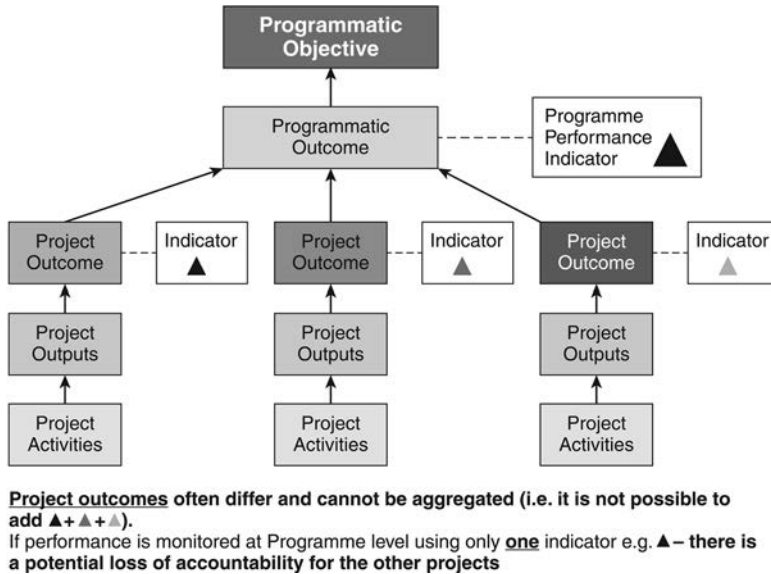 Programmatic
Objective
Programmatic
Outcome
Programme
Performance
Indicator
Project
Outcome
Indicator
Project
Outcome
Indicator
Project
Outcome
Indicator
Project
Outputs
Project
Outputs
Project
Outputs
Project
Activities
Project
Activities
Project
Activities
Project outcomes often differ and cannot be aggregated (i.e. it is not possible to
add ▲+▲+▲).
If performance is monitored at Programme level using only one indicator e.g. ▲– there is
a potential loss of accountability for the other projects